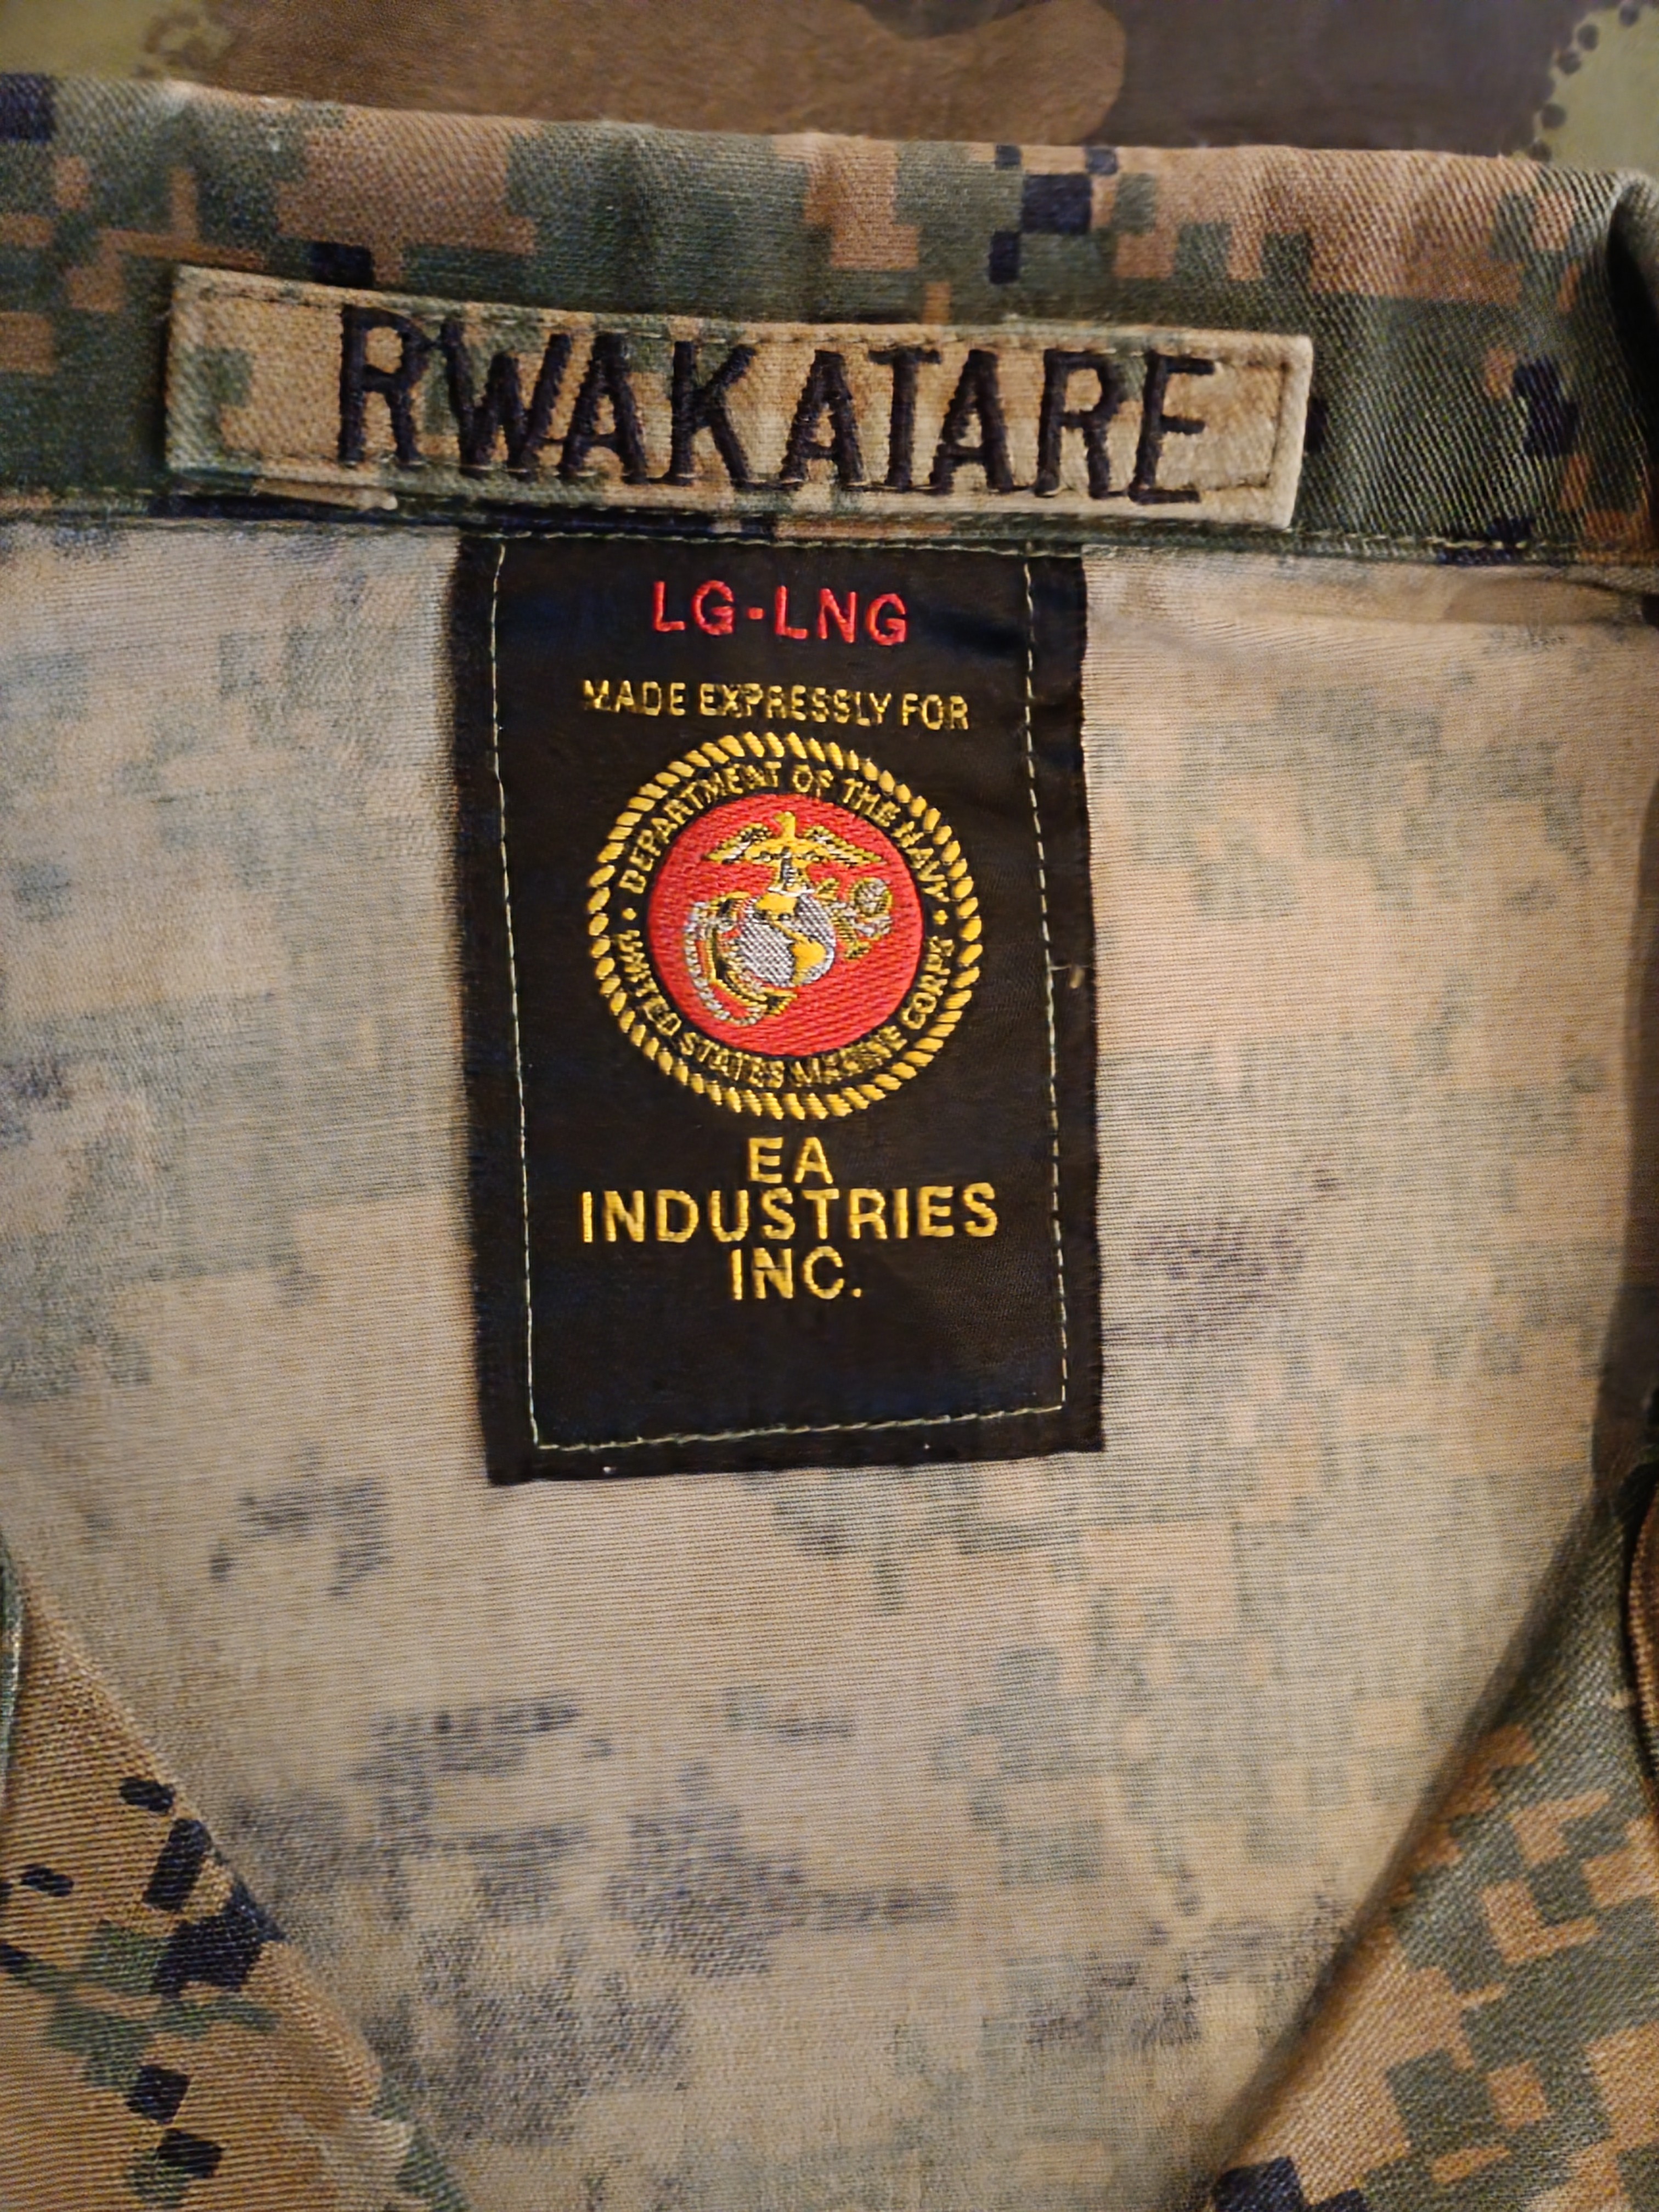 RWAKATARE
LG-LNG
MADE EXPRESSLY FOR
DEPARTMENT OF THE NAVY
UNITED STATES MARINE CORPS
EA
INDUSTRIES
INC.